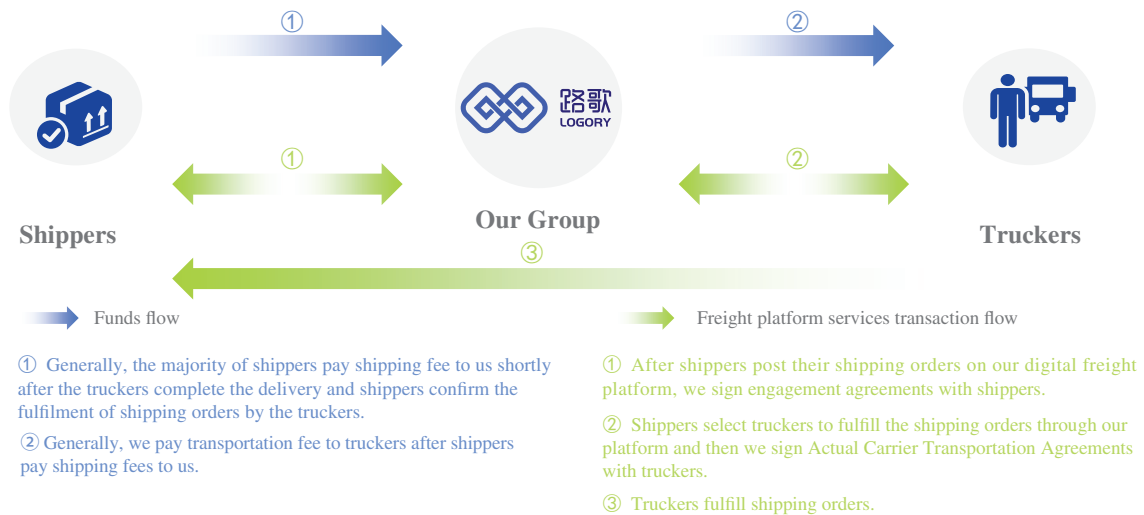 ① ②
路歌
LOGORY
① ②
Our Group
Shippers Truckers
③
Funds flow
Freight platform services transaction flow
① Generally, the majority of shippers pay shipping fee to us shortly
after the truckers complete the delivery and shippers confirm the
fulfilment of shipping orders by the truckers.
② Generally, we pay transportation fee to truckers after shippers
pay shipping fees to us.
① After shippers post their shipping orders on our digital freight
platform, we sign engagement agreements with shippers.
② Shippers select truckers to fulfill the shipping orders through our
platform and then we sign Actual Carrier Transportation Agreements
with truckers.
③ Truckers fulfill shipping orders.